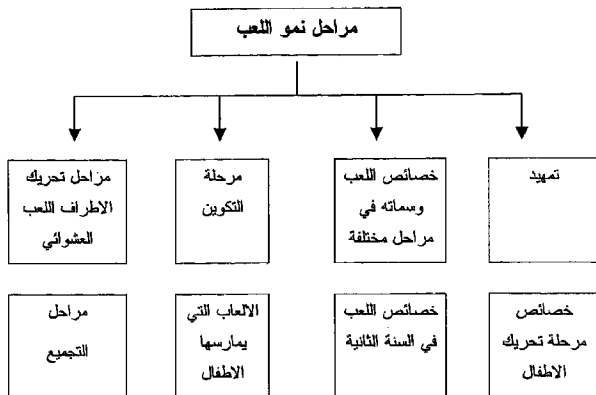 مراحل نمو اللعب
تمهيد
خصائص اللعب
وسماته في
مراحل مختلفة
مرحلة
التكوين
مراحل تحريك
الاطراف اللعب
العشوائي
خصائص
مرحلة تحريك
الاطفال
خصائص اللعب
في السنة الثانية
الالعاب التي
يمارسها
الاطفال
مراحل
التجميع